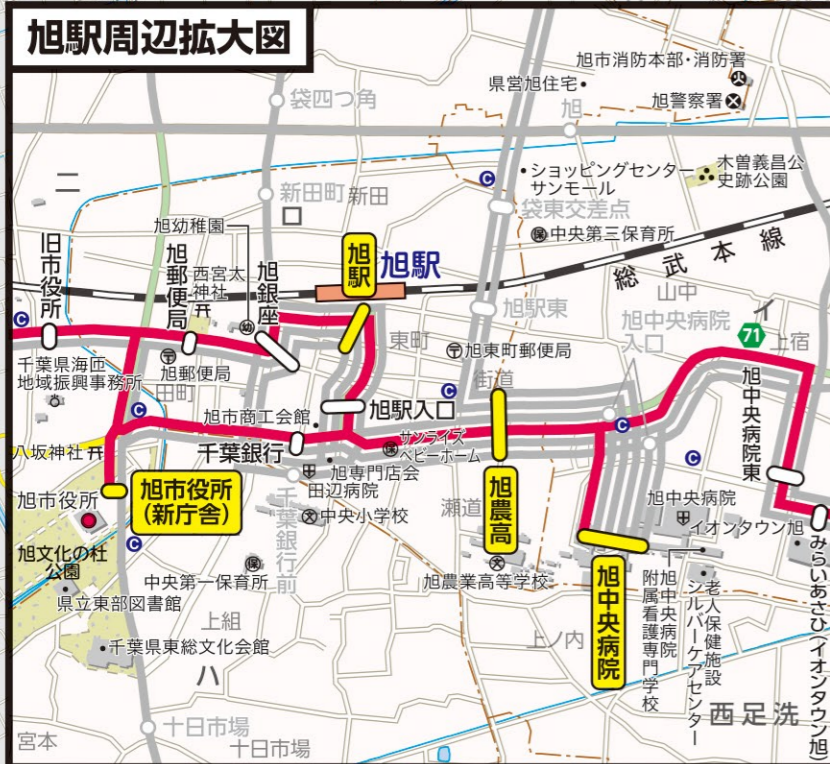 旭駅周辺拡大図
旭市消防本部・消防署
県営旭住宅
旭警察署
袋四つ角
旭
ショッピングセンター
サンモール
木曽義昌公
史跡公園
二
新田町
新田
袋東交差点
中央第三保育所
旭幼稚園
旧市役所
旭郵便局
西宮太
神社
旭銀座
旭駅
旭駅
総武本線
山中
イ
旭駅東
旭中央病院
入口
71
上宿
東町
旭東町郵便局
千葉県海匝
地域振興事務所
旭郵便局
田町
街道
旭市商工会館
旭駅入口
旭中央病院東
八坂神社
千葉銀行
サンライズ
ベビーホーム
旭専門店会
田辺病院
旭市役所
旭市役所
(新庁舎)
千葉銀行前
中央小学校
瀬道
旭農高
旭中央病院
イオンタウン旭
みらいあさひ(イオンタウン旭)
旭文化の杜
公園
中央第一保育所
旭農業高等学校
県立東部図書館
上組
上ノ内
旭中央病院
旭中央病院
附属看護専門学校
老人保健施設
シルバーケアセンター
千葉県東総文化会館
ハ
西足洗
十日市場
宮本
十日市場